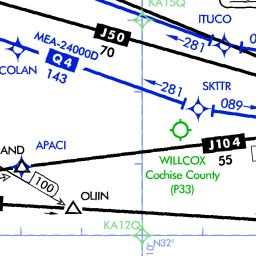 KA15Q
ITUCO
MEA-24000D
J50
70
281
Q4
143
COLAN
281
SKTTR
089
J104
55
AND
APACI
WILLCOX
Cochise County
(P33)
100
OLIIN
KA12Q
N32°
110°